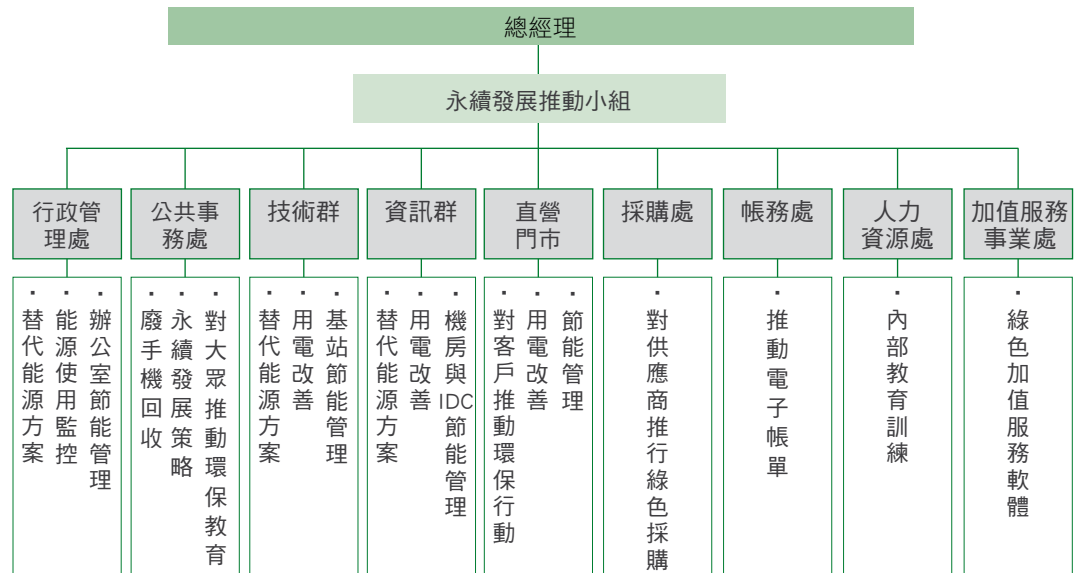 總經理
永續發展推動小組
行政管
理處
公共事
務處
技術群
資訊群
直營
門市
採購處
帳務處
人力
資源處
加值服務
事業處
・辦公室節能管理
・能源使用監控
・替代能源方案
・對大眾推動環保教育
・永續發展策略
・廢手機回收
・基站節能管理
・用電改善
・替代能源方案
・機房與IDC節能管理
・用電改善
・替代能源方案
・節能管理
・用電改善
・對客戶推動環保行動
・對供應商推行綠色採購
・推動電子帳單
・內部教育訓練
・綠色加值服務軟體